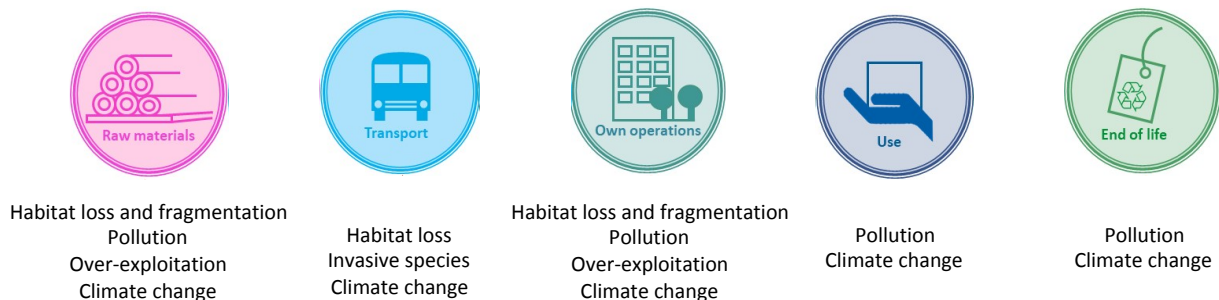 Raw materials
Transport
Own operations
Use
End of life
Habitat loss and fragmentation
Pollution
Over-exploitation
Climate change
Habitat loss
Invasive species
Climate change
Habitat loss and fragmentation
Pollution
Over-exploitation
Climate change
Pollution
Climate change
Pollution
Climate change